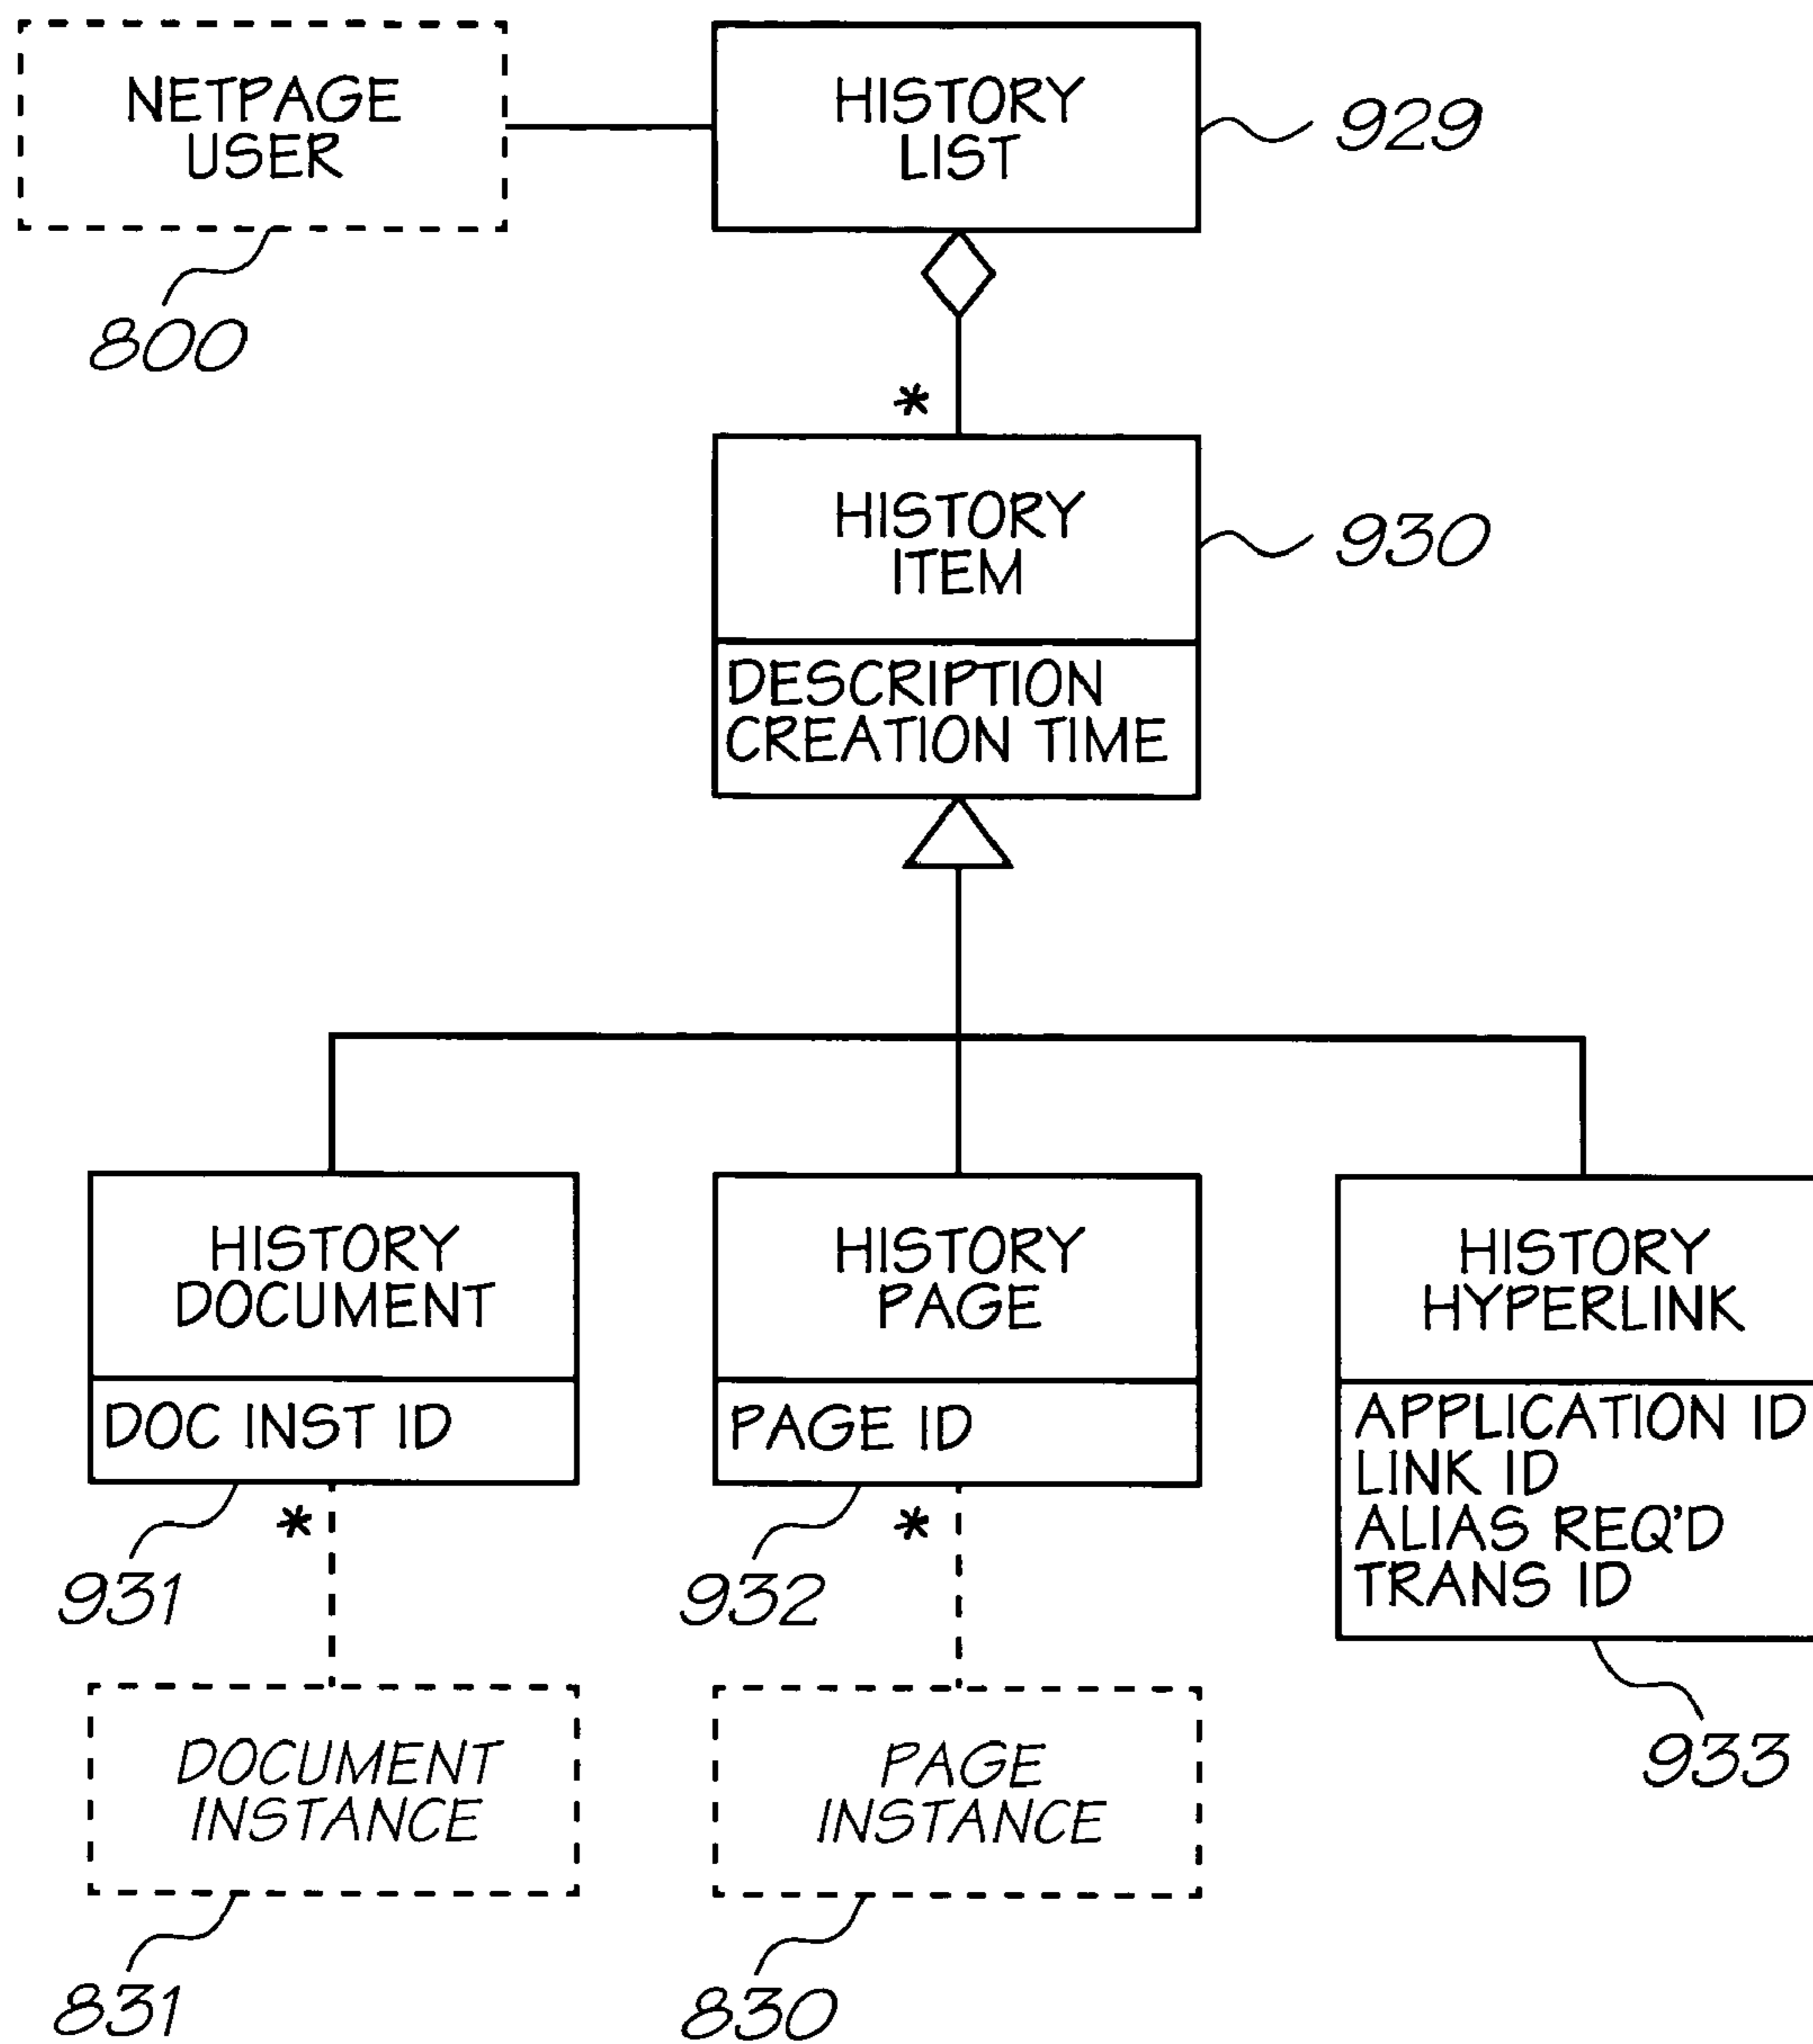 NETPAGE
USER
800
HISTORY
LIST
929
*
HISTORY
ITEM
930
DESCRIPTION
CREATION TIME
HISTORY
DOCUMENT
DOC INST ID
*
931
HISTORY
PAGE
PAGE ID
*
932
HISTORY
HYPERLINK
APPLICATION ID
LINK ID
ALIAS REQ'D
TRANS ID
933
DOCUMENT
INSTANCE
831
PAGE
INSTANCE
830